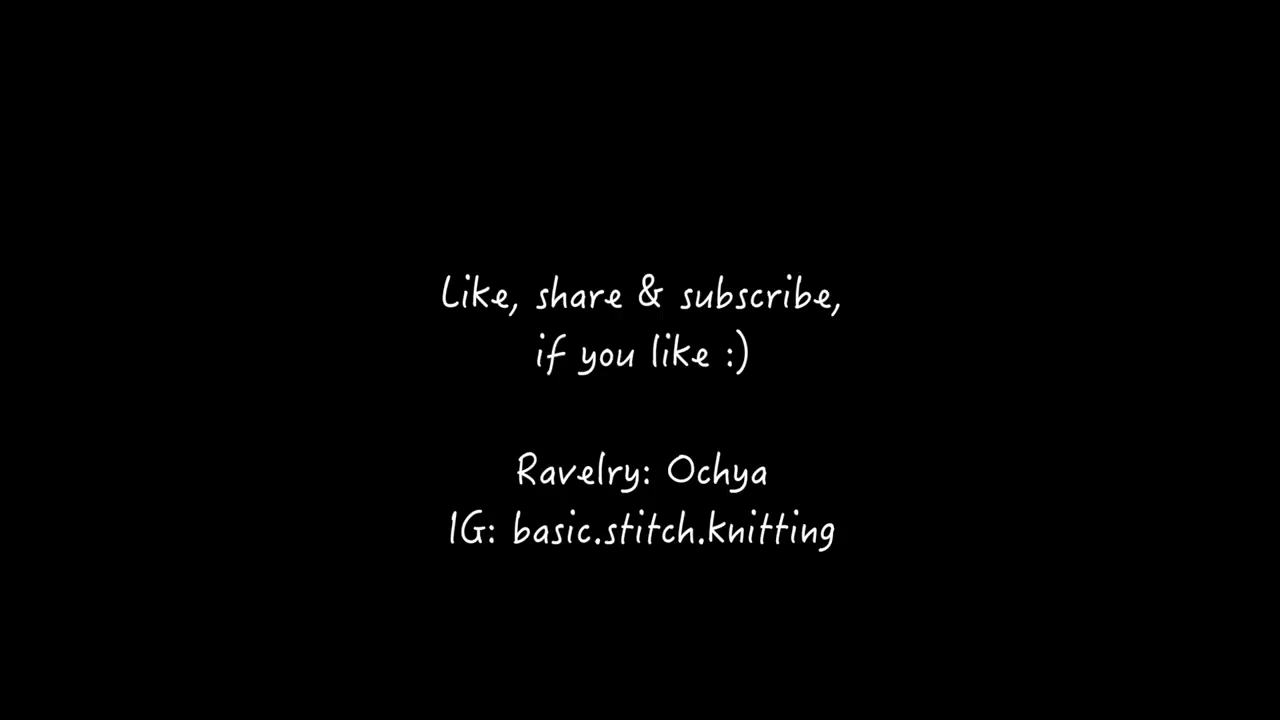 Like, share & subscribe,
if you like :)
Ravelry: Ochya
IG: basic.stitch.knitting